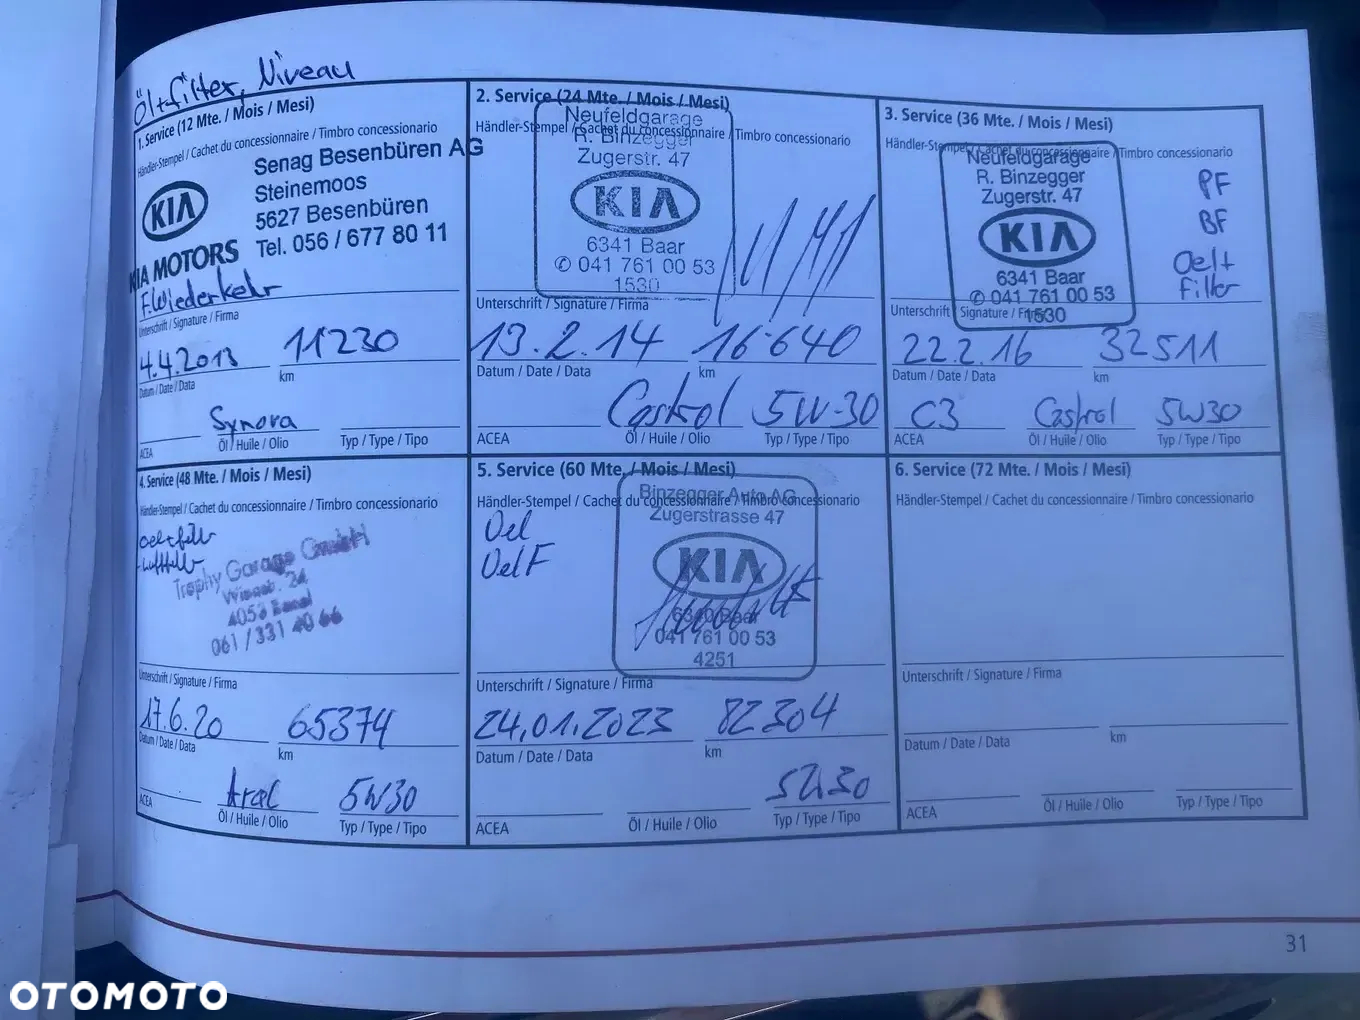 Öl+filter, Niveau
1. Service (12 Mte. / Mois / Mesi)
Händler-Stempel / Cachet du concessionnaire / Timbro concessionario
KIA
KIA MOTORS
Senag Besenbüren AG
Steinemoos
5627 Besenbüren
Tel. 056 / 677 80 11
F.Wiederkehr
Unterschrift / Signature / Firma
4.4.2013 11230
Datum / Date / Data km
Synora
ACEA Öl / Huile / Olio Typ / Type / Tipo
2. Service (24 Mte. / Mois / Mesi)
Händler-Stempel / Cachet du concessionnaire / Timbro concessionario
Neufeldgarage
R. Binzegger
Zugerstr. 47
KIA
6341 Baar
✆ 041 761 00 53
1530
Unterschrift / Signature / Firma
13.2.14 16640
Datum / Date / Data km
Castrol 5W-30
ACEA Öl / Huile / Olio Typ / Type / Tipo
3. Service (36 Mte. / Mois / Mesi)
Händler-Stempel / Cachet du concessionnaire / Timbro concessionario
Neufeldgarage
R. Binzegger
Zugerstr. 47
KIA
6341 Baar
✆ 041 761 00 53
1530
PF
BF
Oel+
filter
Unterschrift / Signature / Firma
22.2.16 32511
Datum / Date / Data km
C3 Castrol 5W30
ACEA Öl / Huile / Olio Typ / Type / Tipo
4. Service (48 Mte. / Mois / Mesi)
Händler-Stempel / Cachet du concessionnaire / Timbro concessionario
Trophy Garage GmbH
24
4053 Basel
061 / 331 40 66
Unterschrift / Signature / Firma
17.6.20 65374
Datum / Date / Data km
Aral 5W30
ACEA Öl / Huile / Olio Typ / Type / Tipo
5. Service (60 Mte. / Mois / Mesi)
Händler-Stempel / Cachet du concessionnaire / Timbro concessionario
Oel
OelF
Binzegger Auto AG
Zugerstrasse 47
KIA
6340 Baar
041 761 00 53
4251
Unterschrift / Signature / Firma
24.01.2023 82304
Datum / Date / Data km
5W30
ACEA Öl / Huile / Olio Typ / Type / Tipo
6. Service (72 Mte. / Mois / Mesi)
Händler-Stempel / Cachet du concessionnaire / Timbro concessionario
Unterschrift / Signature / Firma
Datum / Date / Data km
ACEA Öl / Huile / Olio Typ / Type / Tipo
31
OTOMOTO